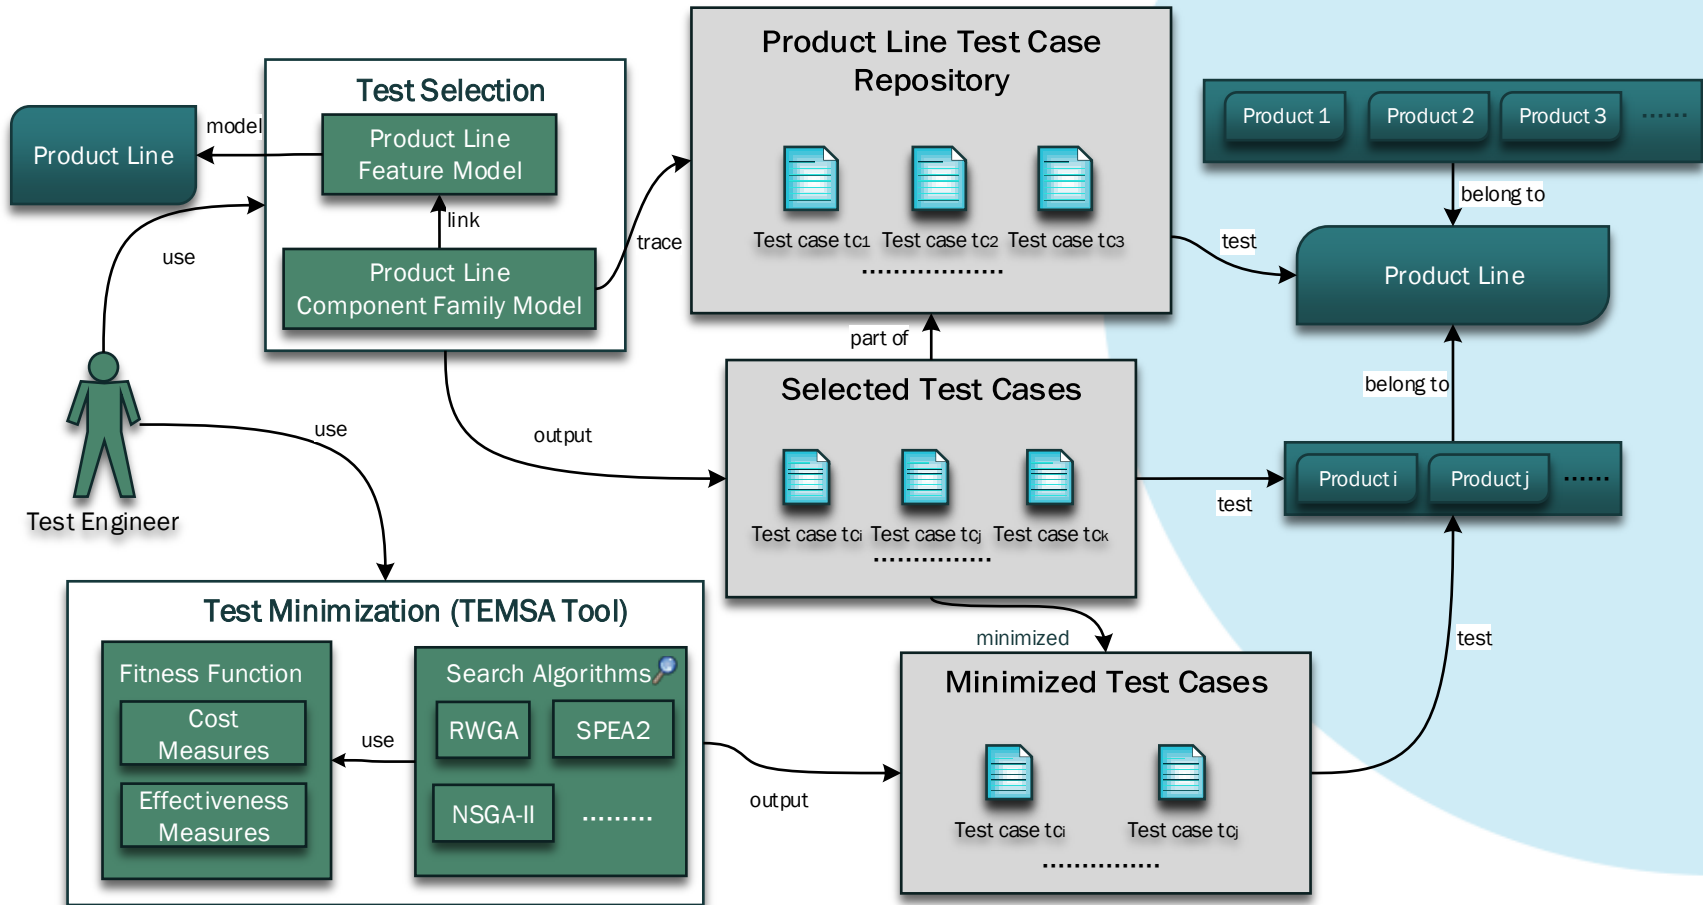 Product Line Test Case
Repository
Test case tc1
Test case tc2
Test case tc3
..................
Test Selection
Product Line
Feature Model
link
Product Line
Component Family Model
Product Line
model
use
trace
Product 1
Product 2
Product 3
......
belong to
Product Line
test
part of
belong to
Selected Test Cases
Test case tci
Test case tcj
Test case tck
...............
output
use
Test Engineer
test
Product i
Product j
......
minimized
test
Test Minimization (TEMSA Tool)
Fitness Function
Cost
Measures
Effectiveness
Measures
use
Search Algorithms
RWGA
SPEA2
NSGA-II
.........
output
Minimized Test Cases
Test case tci
Test case tcj
...............